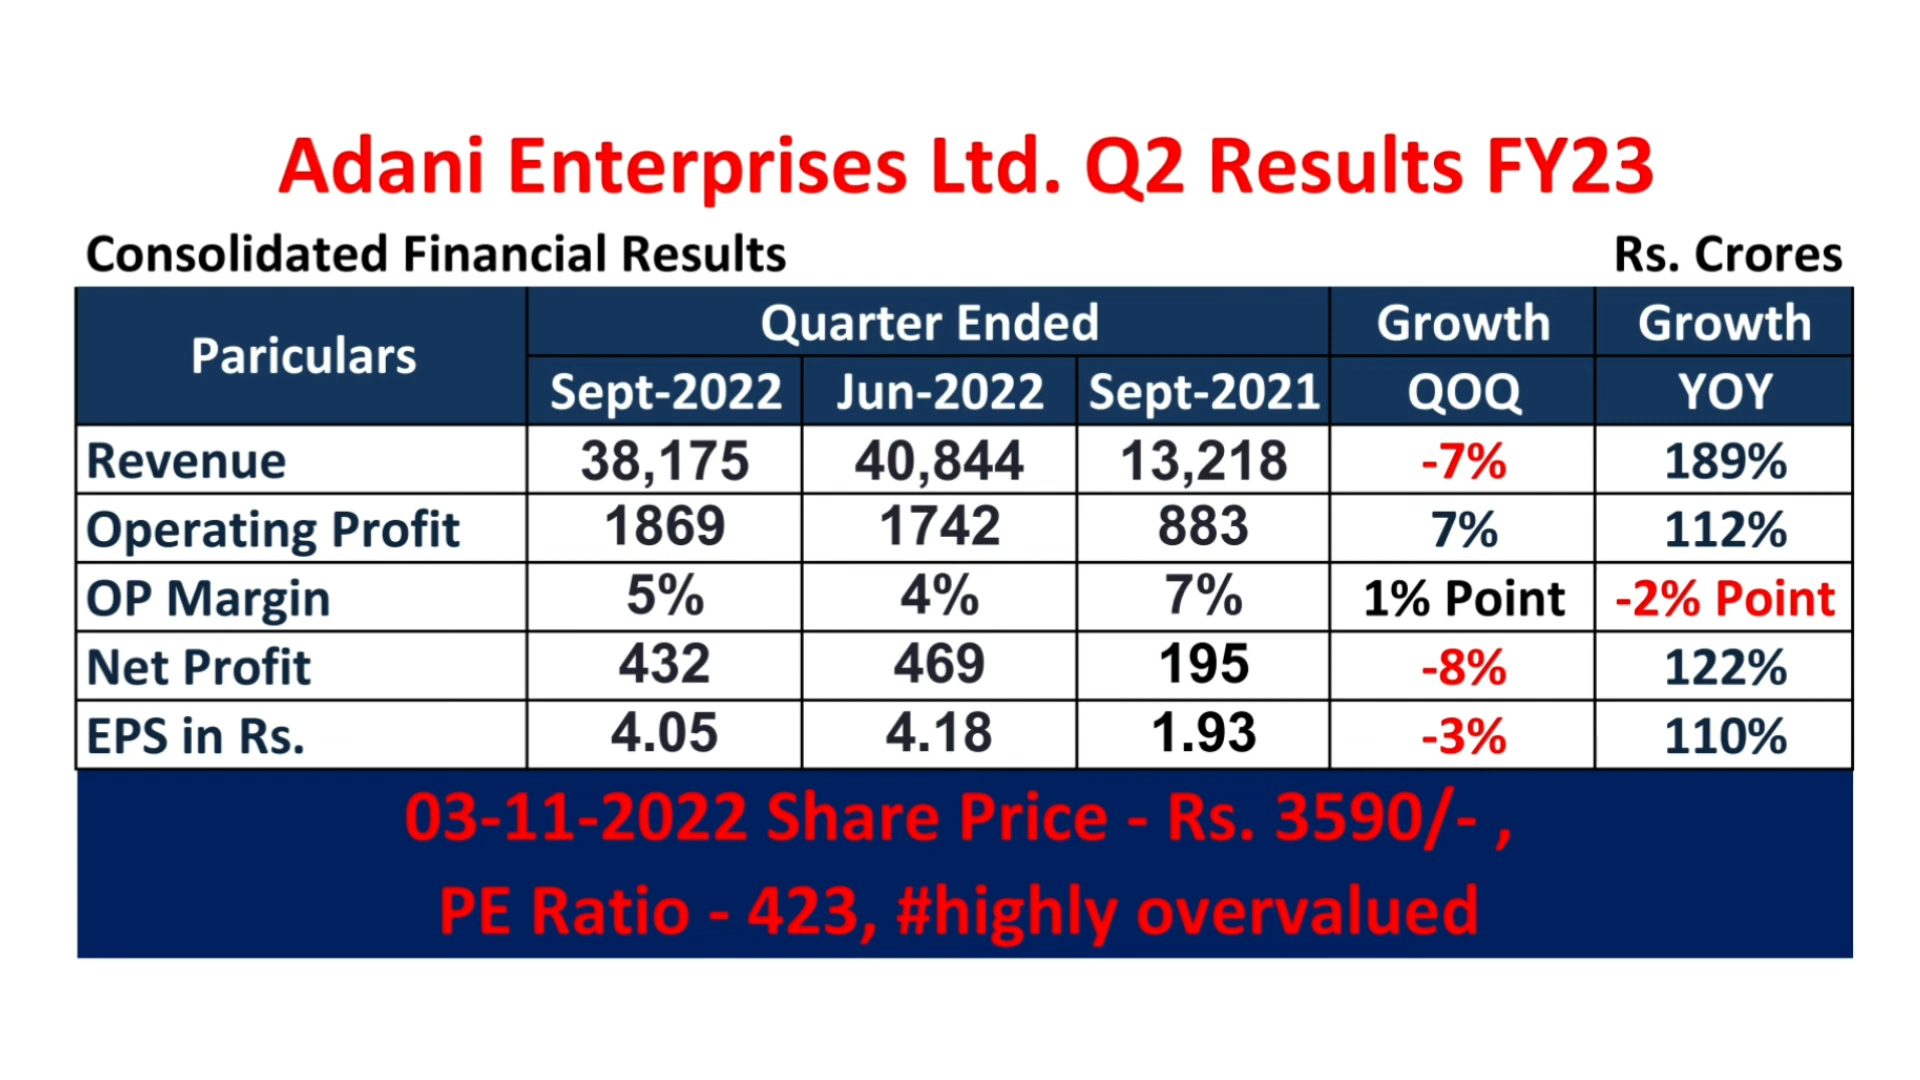 Adani Enterprises Ltd. Q2 Results FY23
Consolidated Financial Results Rs. Crores
Pariculars Quarter Ended Growth Growth
Sept-2022 Jun-2022 Sept-2021 QOQ YOY
Revenue 38,175 40,844 13,218 -7% 189%
Operating Profit 1869 1742 883 7% 112%
OP Margin 5% 4% 7% 1% Point -2% Point
Net Profit 432 469 195 -8% 122%
EPS in Rs. 4.05 4.18 1.93 -3% 110%
03-11-2022 Share Price - Rs. 3590/- ,
PE Ratio - 423, #highly overvalued